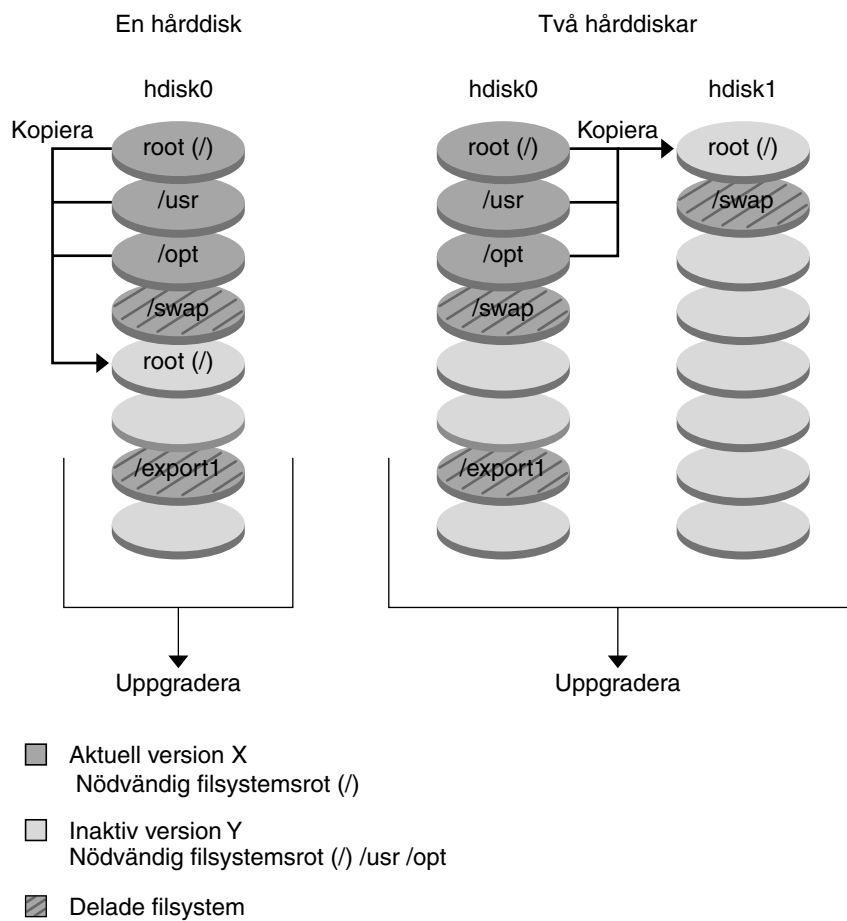 En hårddisk
Två hårddiskar
hdisk0
hdisk0
hdisk1
Kopiera
root (/)
/usr
/opt
/swap
root (/)
/export1
root (/)
Kopiera
root (/)
/usr
/swap
/opt
/swap
/export1
Uppgradera
Uppgradera
Aktuell version X
Nödvändig filsystemsrot (/)
Inaktiv version Y
Nödvändig filsystemsrot (/) /usr /opt
Delade filsystem